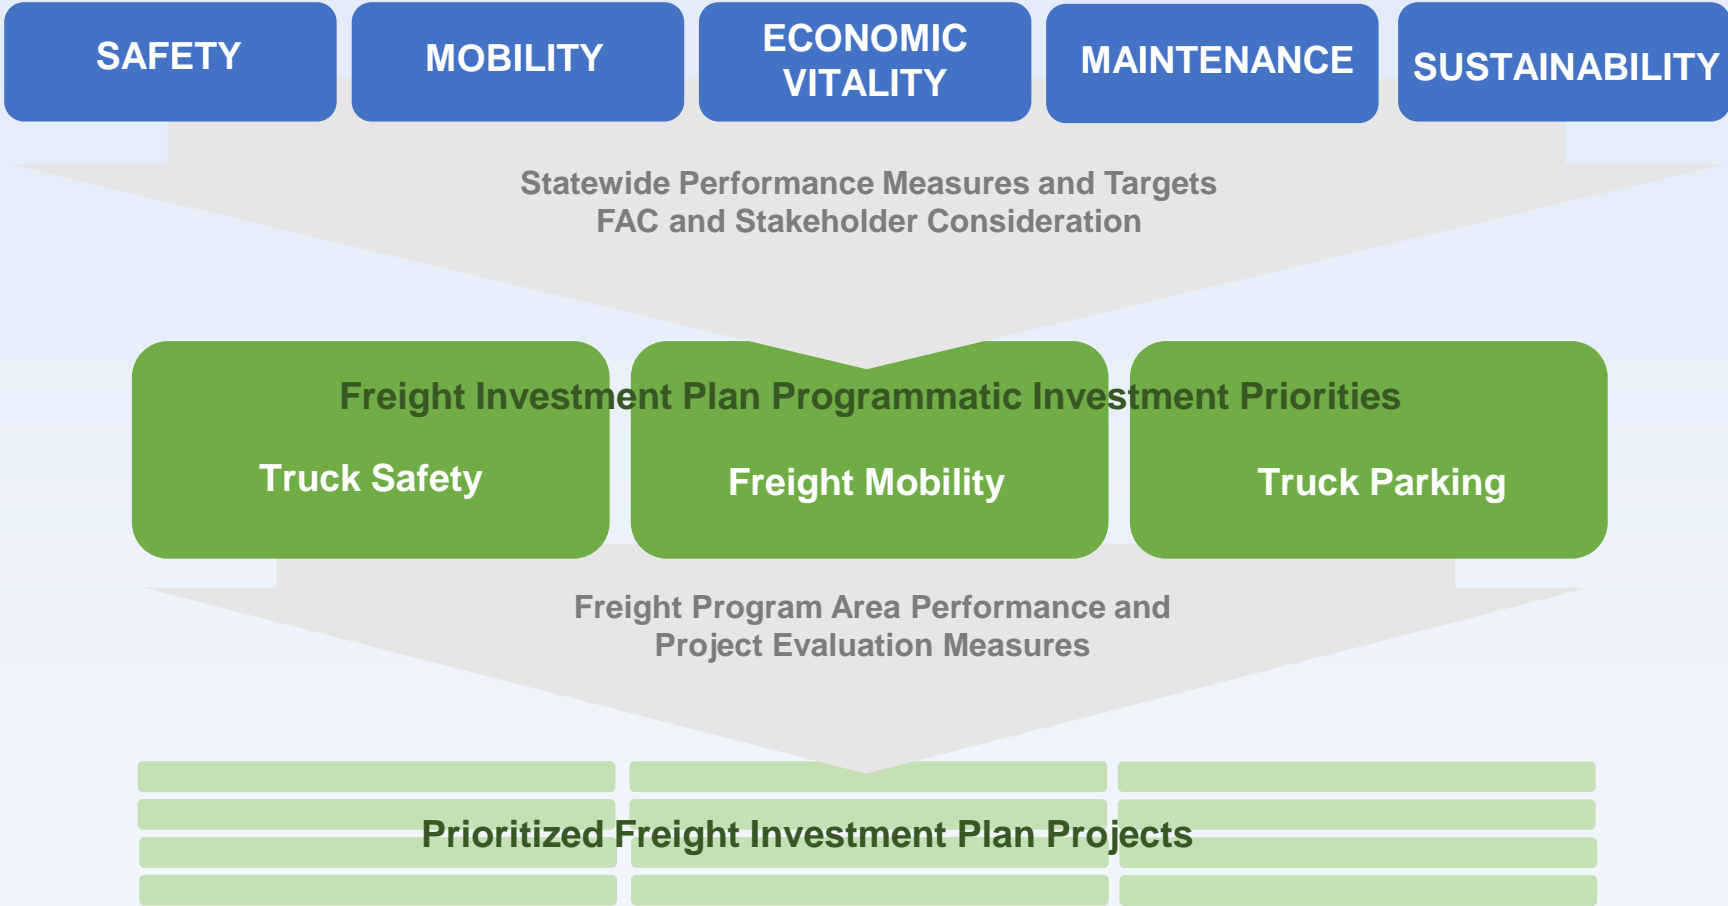 SAFETY
MOBILITY
ECONOMIC
VITALITY
MAINTENANCE
SUSTAINABILITY
Statewide Performance Measures and Targets
FAC and Stakeholder Consideration
Freight Investment Plan Programmatic Investment Priorities
Truck Safety
Freight Mobility
Truck Parking
Freight Program Area Performance and
Project Evaluation Measures
Prioritized Freight Investment Plan Projects